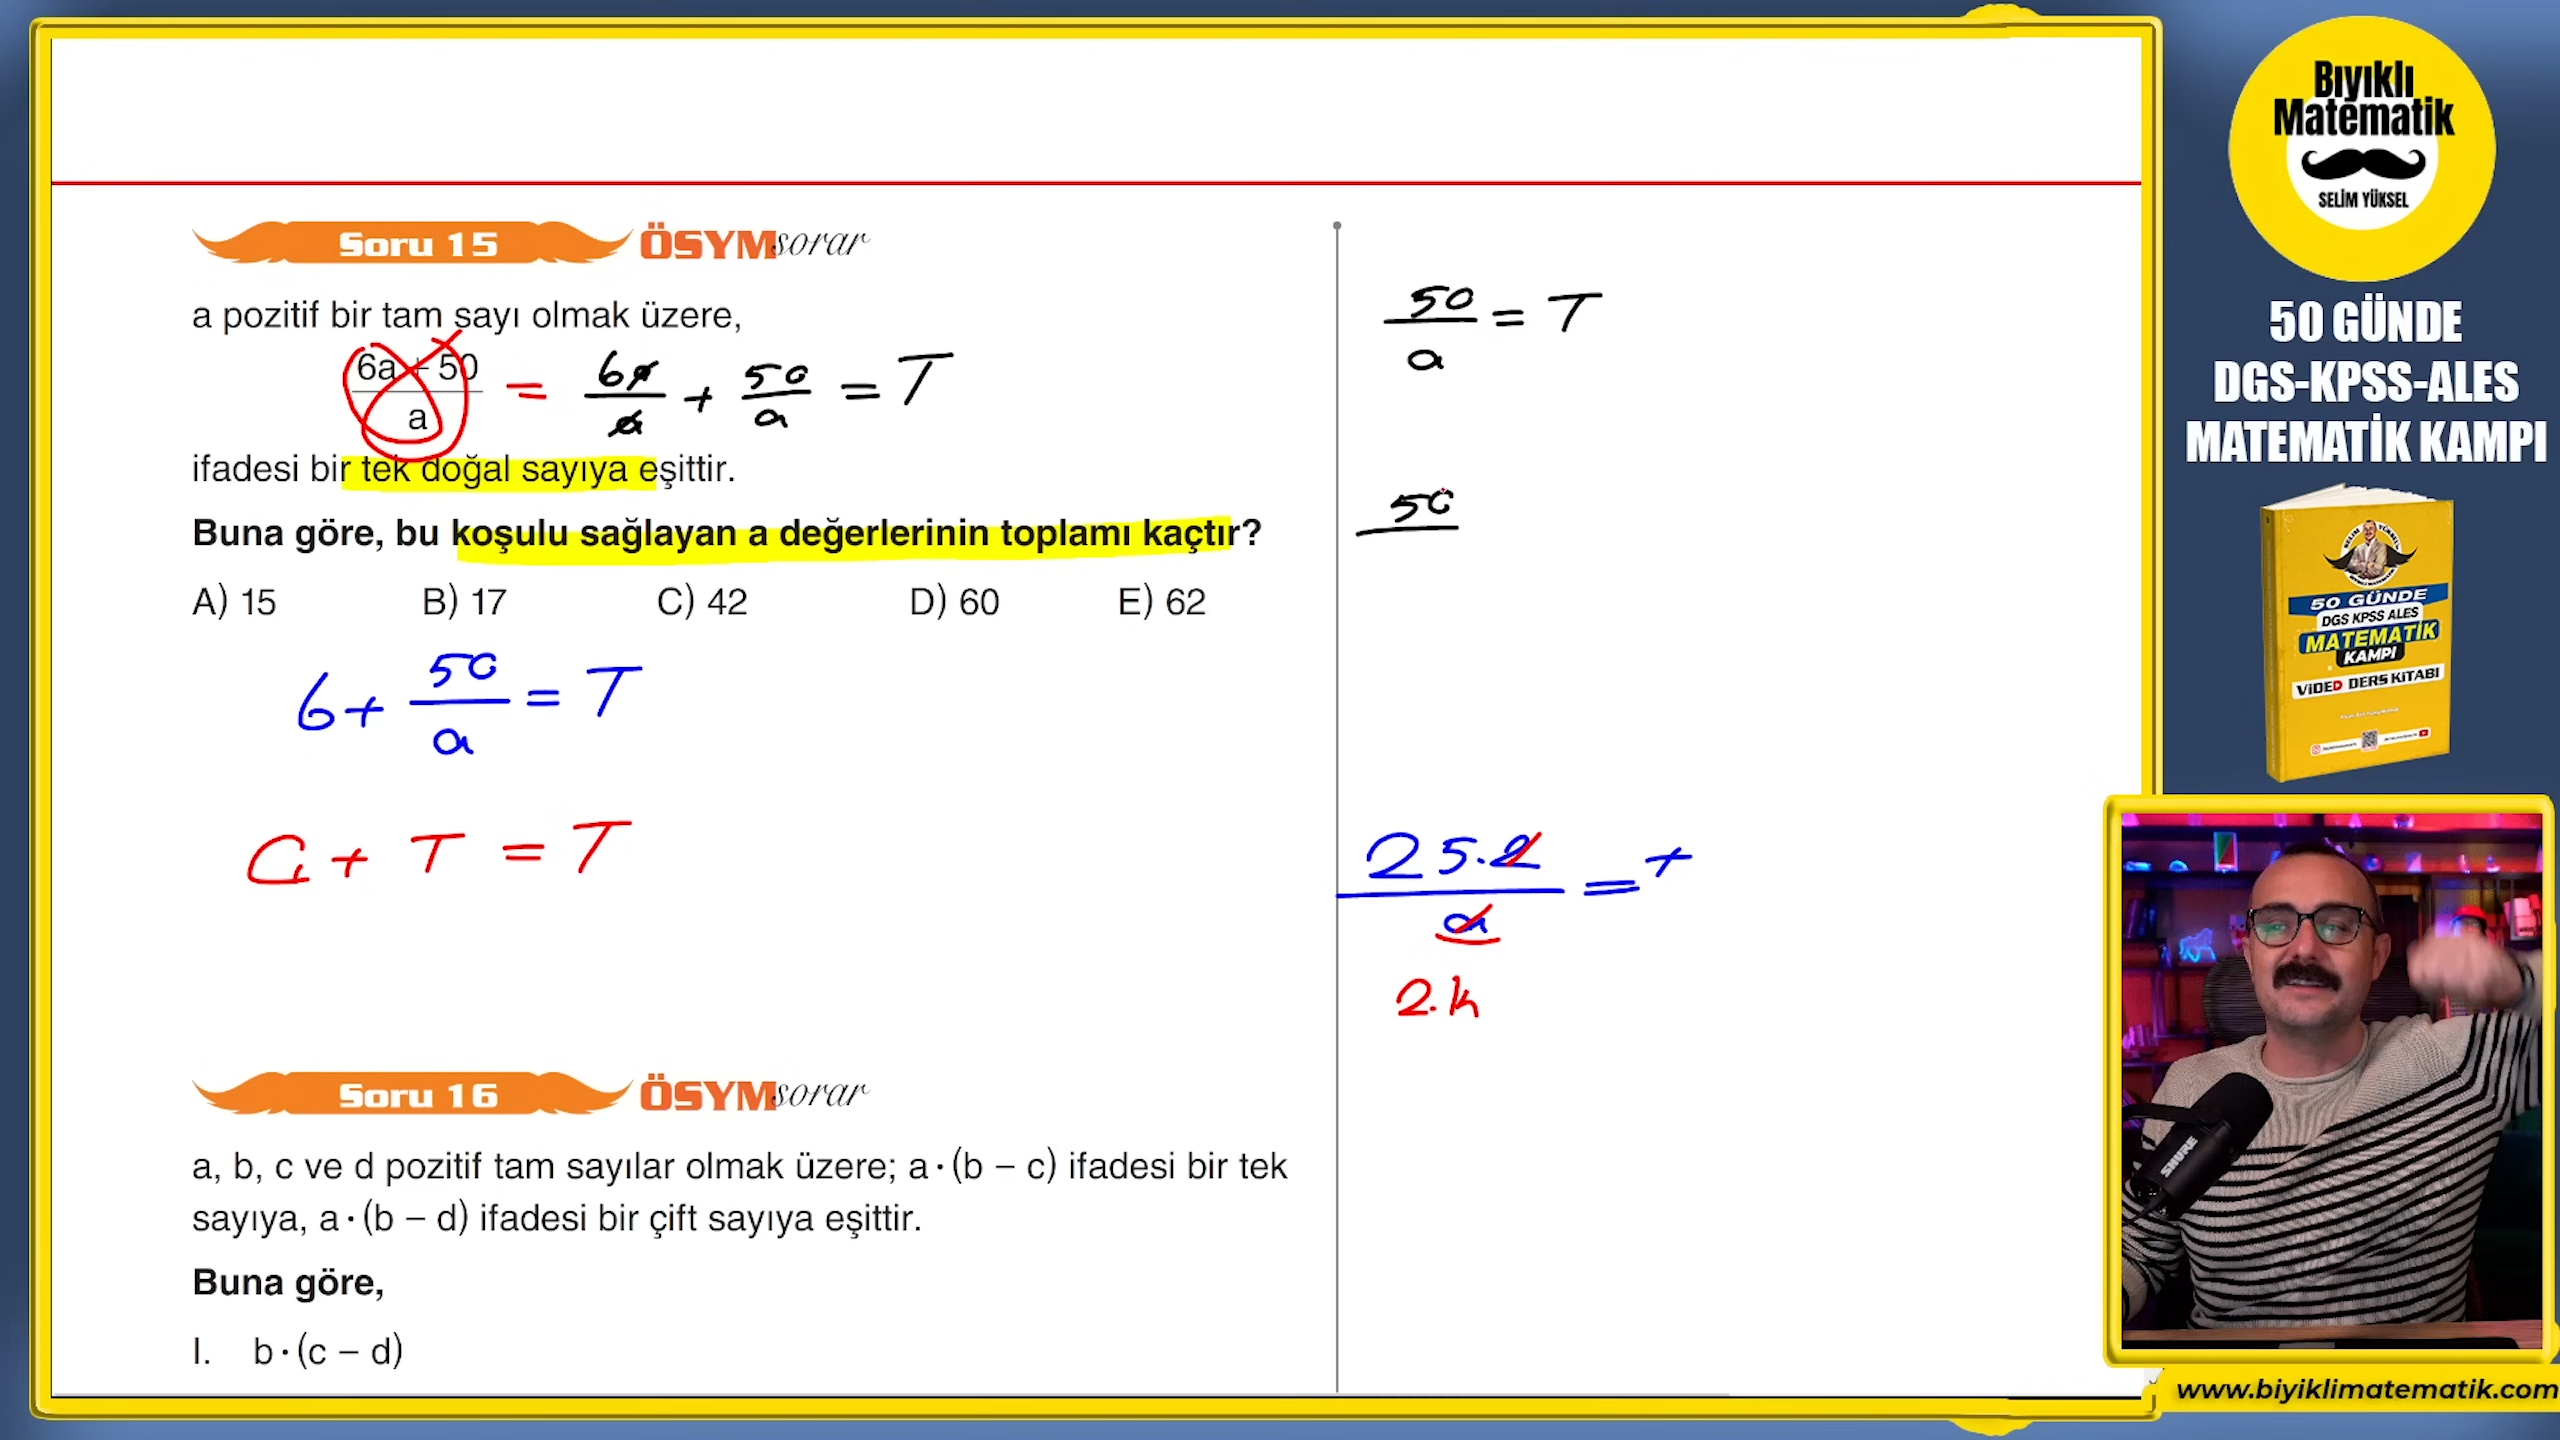 Soru 15 ÖSYMsorar
a pozitif bir tam sayı olmak üzere,
6a + 50 / a = 6a / a + 50 / a = T
ifadesi bir tek doğal sayıya eşittir.
Buna göre, bu koşulu sağlayan a değerlerinin toplamı kaçtır?
A) 15 B) 17 C) 42 D) 60 E) 62
6 + 50 / a = T
Ç + T = T
Soru 16 ÖSYMsorar
a, b, c ve d pozitif tam sayılar olmak üzere; a·(b – c) ifadesi bir tek
sayıya, a·(b – d) ifadesi bir çift sayıya eşittir.
Buna göre,
I. b·(c – d)
50 / a = T
50
25.2 / a = T
2.k
Bıyıklı
Matematik
SELİM YÜKSEL
50 GÜNDE
DGS-KPSS-ALES
MATEMATİK KAMPI
50 GÜNDE
DGS KPSS ALES
MATEMATİK
KAMPI
VİDEO DERS KİTABI
SHURE
www.biyiklimatematik.com